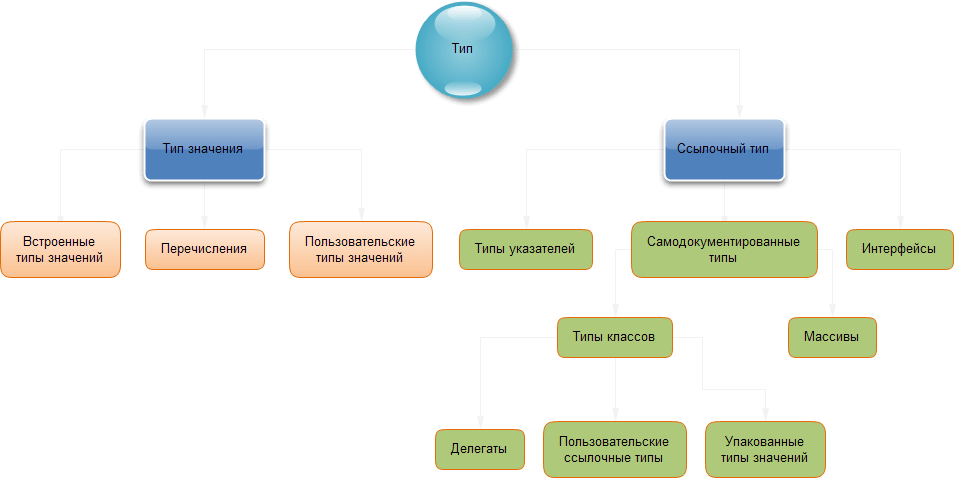 Тип
Тип значения
Ссылочный тип
Встроенные
типы значений
Перечисления
Пользовательские
типы значений
Типы указателей
Самодокументированные
типы
Интерфейсы
Типы классов
Массивы
Делегаты
Пользовательские
ссылочные типы
Упакованные
типы значений